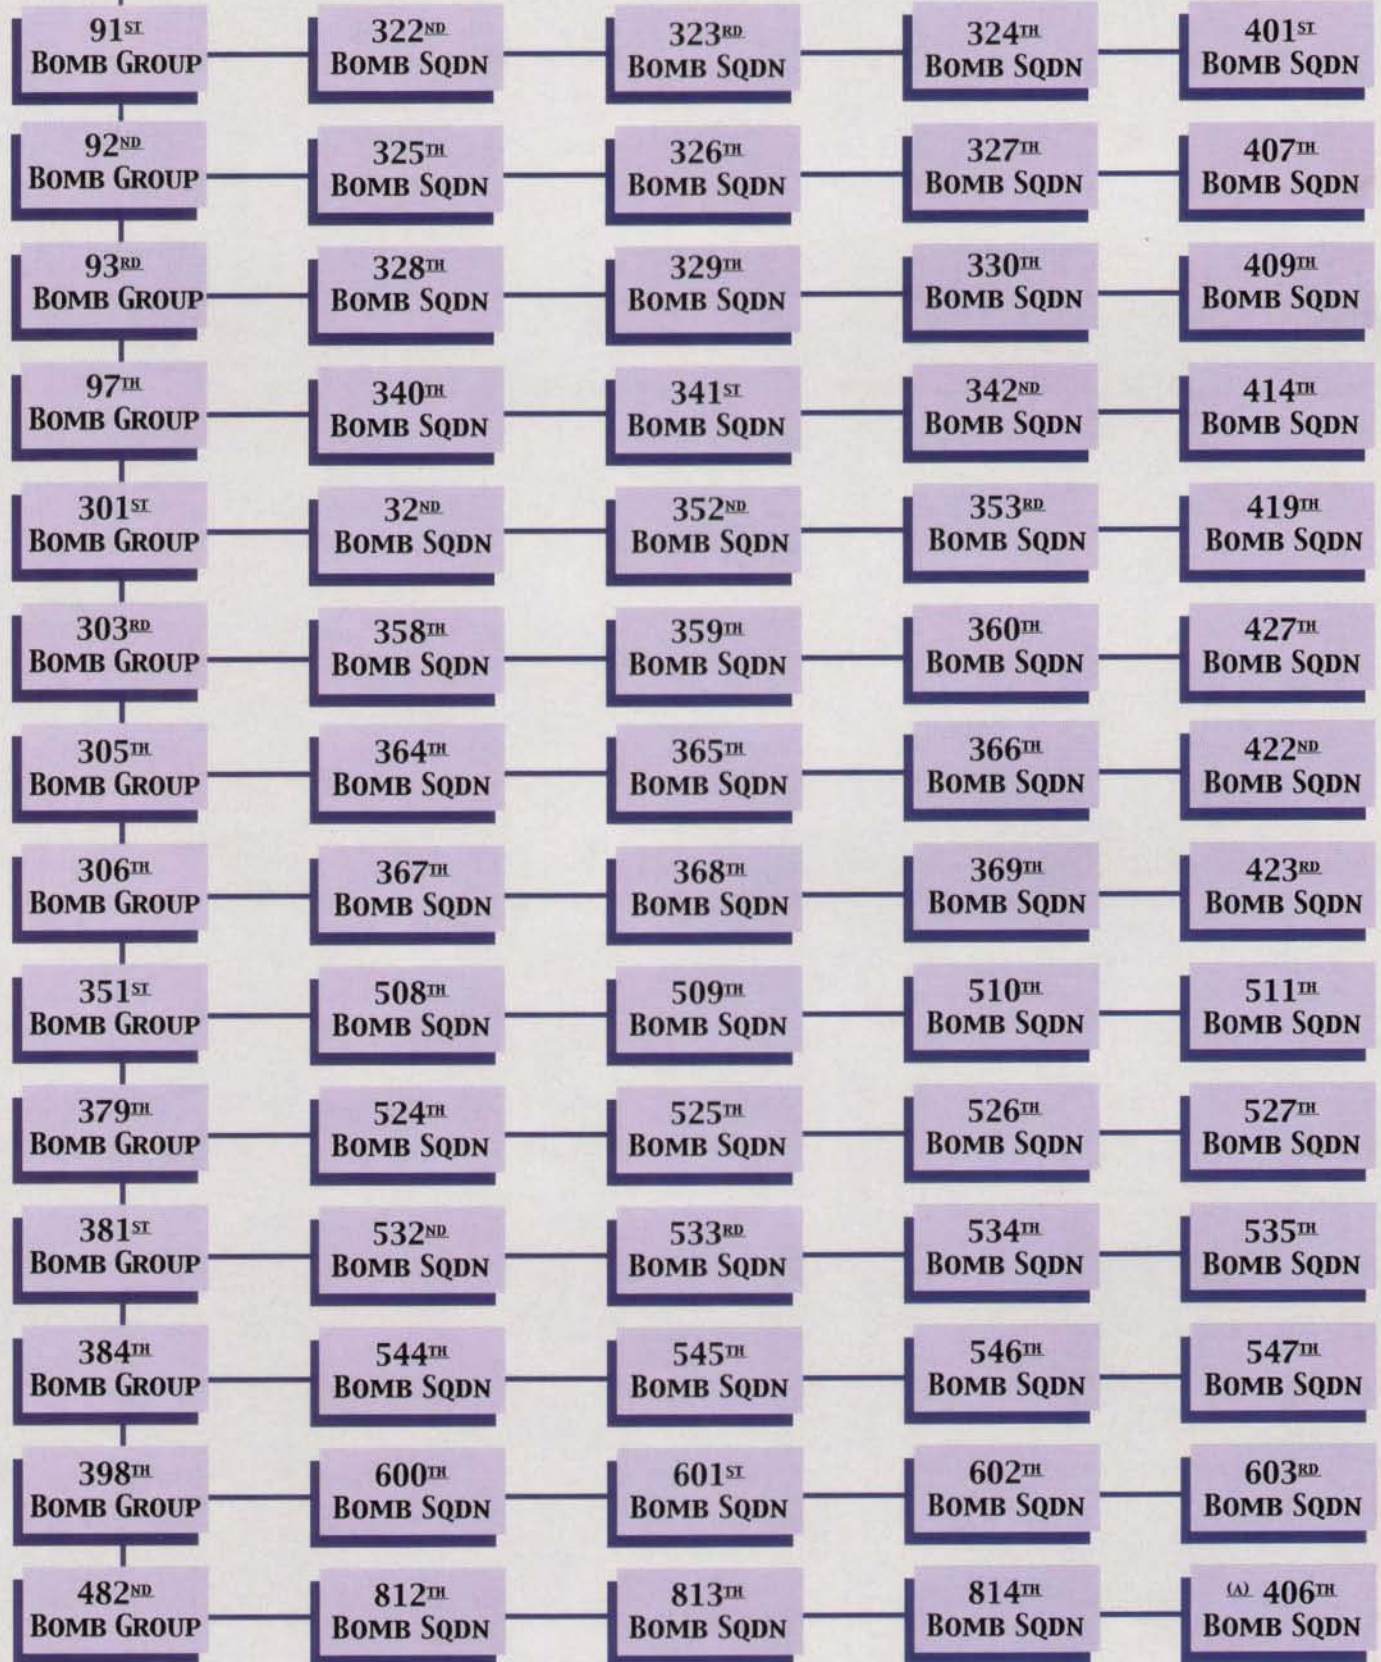 91ST BOMB GROUP
322ND BOMB SQDN
323RD BOMB SQDN
324TH BOMB SQDN
401ST BOMB SQDN
92ND BOMB GROUP
325TH BOMB SQDN
326TH BOMB SQDN
327TH BOMB SQDN
407TH BOMB SQDN
93RD BOMB GROUP
328TH BOMB SQDN
329TH BOMB SQDN
330TH BOMB SQDN
409TH BOMB SQDN
97TH BOMB GROUP
340TH BOMB SQDN
341ST BOMB SQDN
342ND BOMB SQDN
414TH BOMB SQDN
301ST BOMB GROUP
32ND BOMB SQDN
352ND BOMB SQDN
353RD BOMB SQDN
419TH BOMB SQDN
303RD BOMB GROUP
358TH BOMB SQDN
359TH BOMB SQDN
360TH BOMB SQDN
427TH BOMB SQDN
305TH BOMB GROUP
364TH BOMB SQDN
365TH BOMB SQDN
366TH BOMB SQDN
422ND BOMB SQDN
306TH BOMB GROUP
367TH BOMB SQDN
368TH BOMB SQDN
369TH BOMB SQDN
423RD BOMB SQDN
351ST BOMB GROUP
508TH BOMB SQDN
509TH BOMB SQDN
510TH BOMB SQDN
511TH BOMB SQDN
379TH BOMB GROUP
524TH BOMB SQDN
525TH BOMB SQDN
526TH BOMB SQDN
527TH BOMB SQDN
381ST BOMB GROUP
532ND BOMB SQDN
533RD BOMB SQDN
534TH BOMB SQDN
535TH BOMB SQDN
384TH BOMB GROUP
544TH BOMB SQDN
545TH BOMB SQDN
546TH BOMB SQDN
547TH BOMB SQDN
398TH BOMB GROUP
600TH BOMB SQDN
601ST BOMB SQDN
602TH BOMB SQDN
603RD BOMB SQDN
482ND BOMB GROUP
812TH BOMB SQDN
813TH BOMB SQDN
814TH BOMB SQDN
(A) 406TH BOMB SQDN